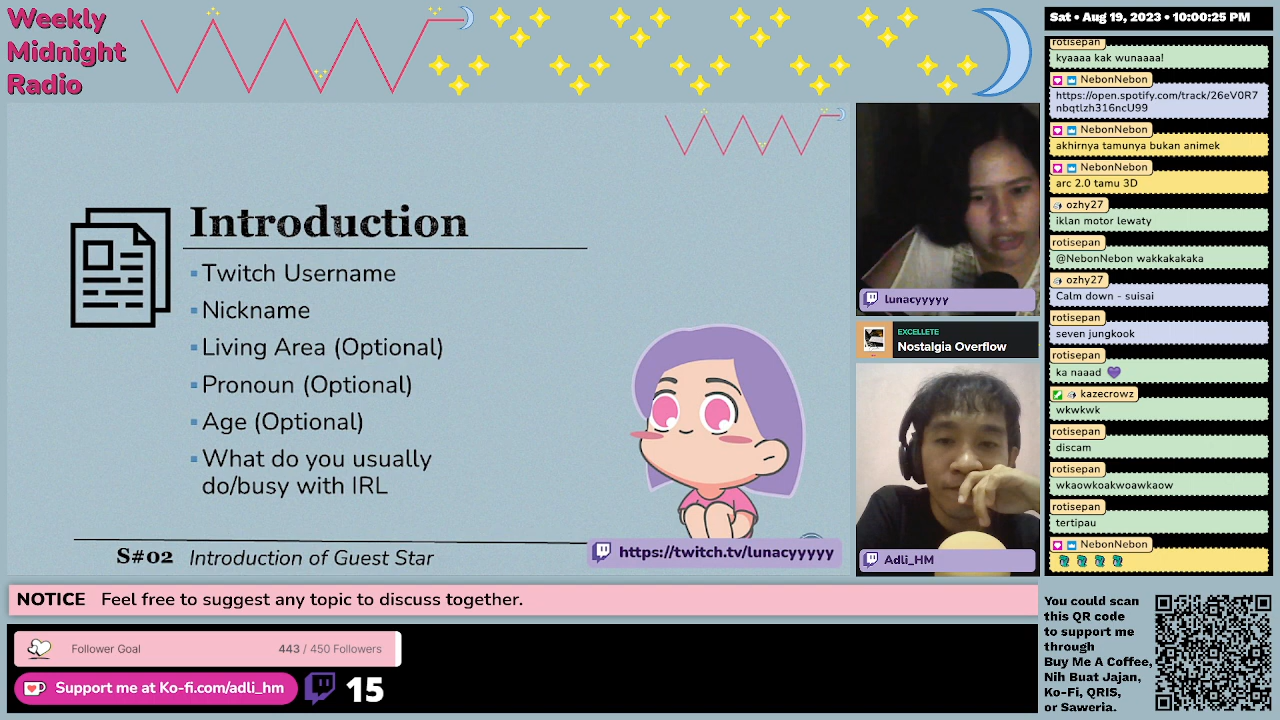 Weekly
Midnight
Radio
Sat • Aug 19, 2023 • 10:00:25 PM
Introduction
Twitch Username
Nickname
Living Area (Optional)
Pronoun (Optional)
Age (Optional)
What do you usually
do/busy with IRL
S#02 Introduction of Guest Star
https://twitch.tv/lunacyyyyy
lunacyyyyy
EXCELLETE
Nostalgia Overflow
Adli_HM
rotisepan
kyaaaa kak wunaaaa!
NebonNebon
https://open.spotify.com/track/26eV0R7
nbqtlzh316ncU99
NebonNebon
akhirnya tamunya bukan animek
NebonNebon
arc 2.0 tamu 3D
ozhy27
iklan motor lewaty
rotisepan
@NebonNebon wakkakakaka
ozhy27
Calm down - suisai
rotisepan
seven jungkook
rotisepan
ka naaad
kazecrowz
wkwkwk
rotisepan
discam
rotisepan
wkaowkoakwoawkaow
rotisepan
tertipau
NebonNebon
NOTICE Feel free to suggest any topic to discuss together.
Follower Goal 443 / 450 Followers
Support me at Ko-fi.com/adli_hm
15
You could scan
this QR code
to support me
through
Buy Me A Coffee,
Nih Buat Jajan,
Ko-Fi, QRIS,
or Saweria.